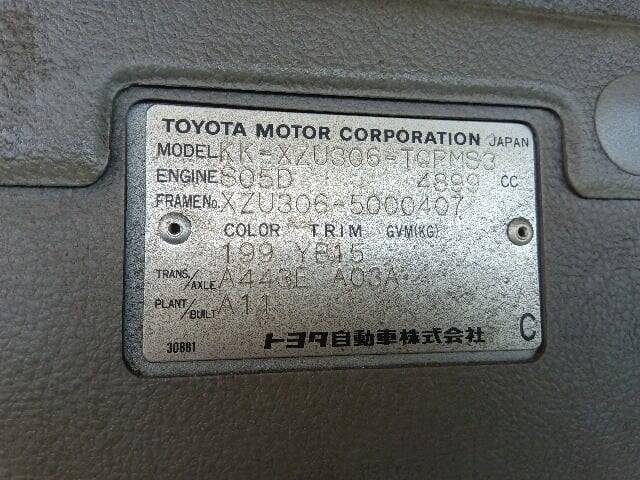 TOYOTA MOTOR CORPORATION JAPAN
MODEL KK-XZU306-TQPMS3
ENGINE S05D 4899 CC
FRAME No. XZU306-5000407
COLOR TRIM GVM(KG)
199 YB15
TRANS./AXLE A443E A03A
PLANT/BUILT A11
30881 トヨタ自動車株式会社 C